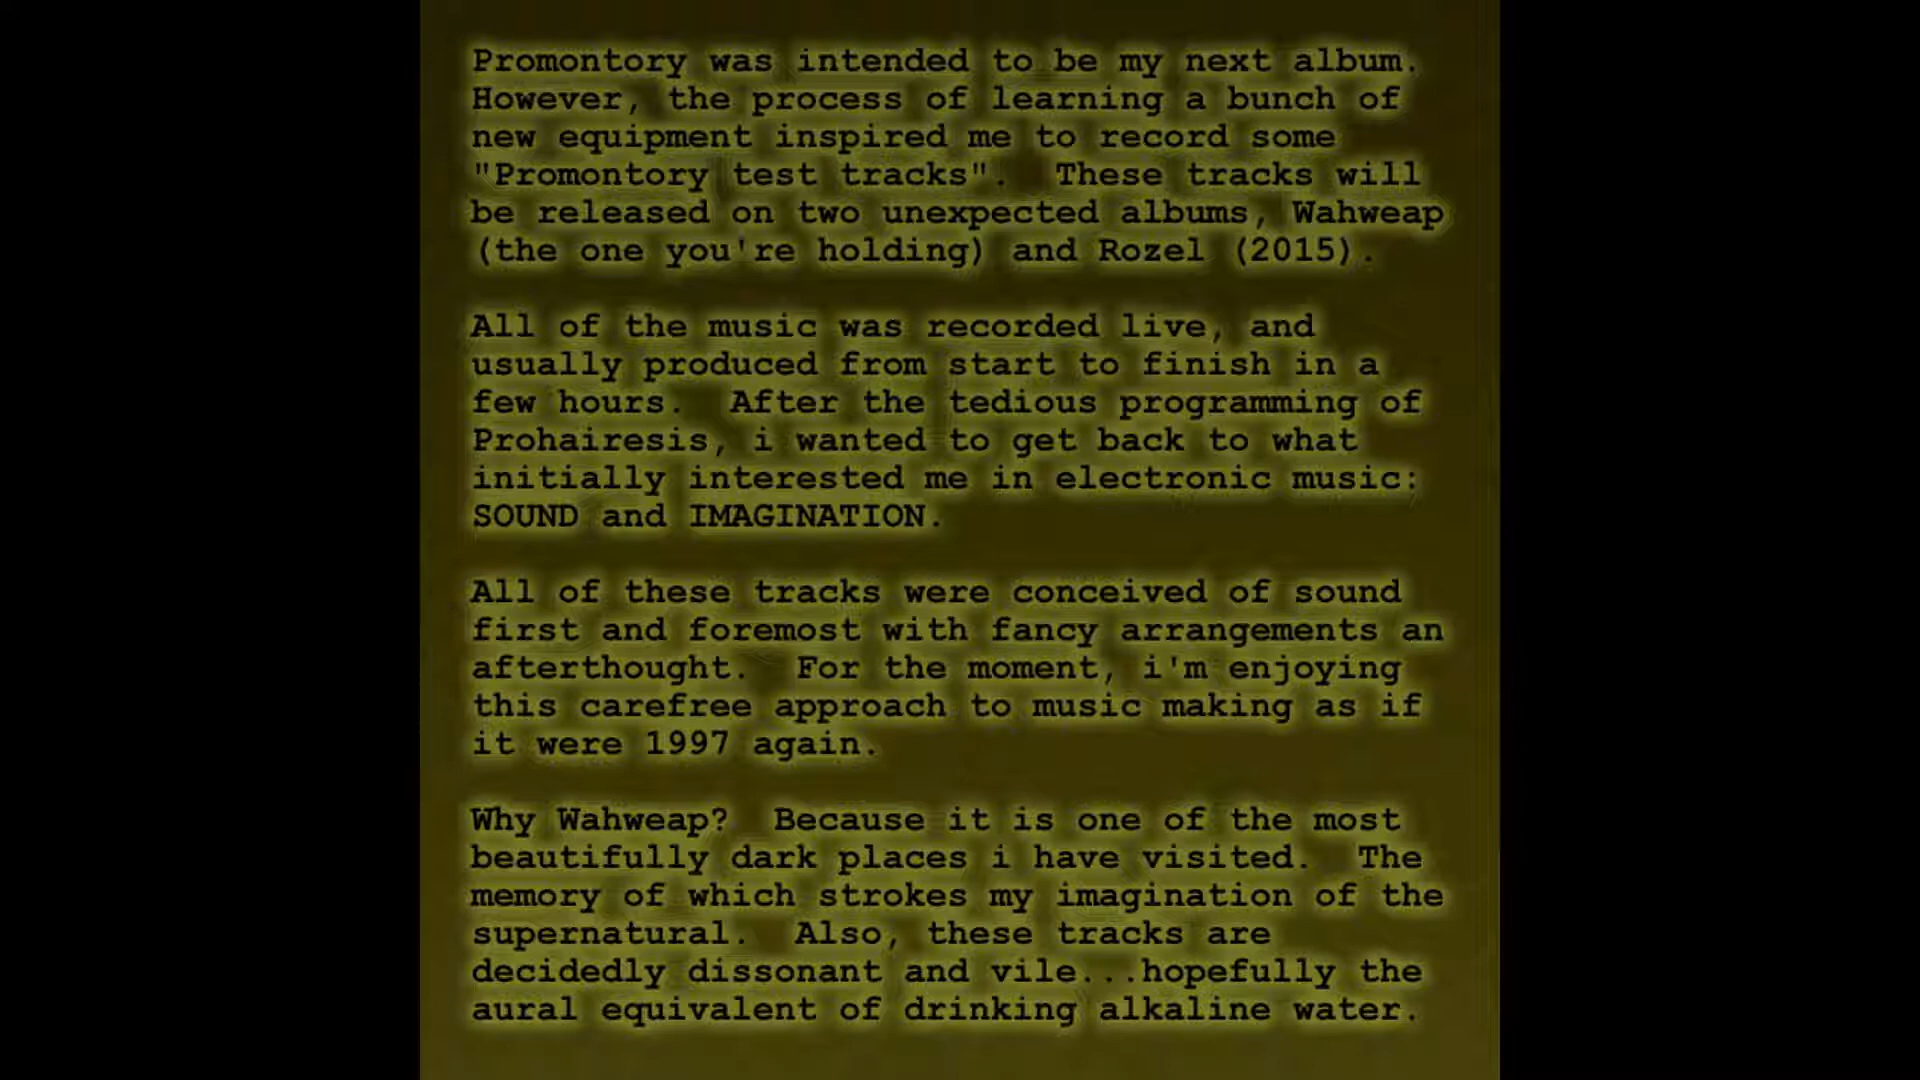 Promontory was intended to be my next album.
However, the process of learning a bunch of
new equipment inspired me to record some
"Promontory test tracks".  These tracks will
be released on two unexpected albums, Wahweap
(the one you're holding) and Rozel (2015).
All of the music was recorded live, and
usually produced from start to finish in a
few hours.  After the tedious programming of
Prohairesis, i wanted to get back to what
initially interested me in electronic music:
SOUND and IMAGINATION.
All of these tracks were conceived of sound
first and foremost with fancy arrangements an
afterthought.  For the moment, i'm enjoying
this carefree approach to music making as if
it were 1997 again.
Why Wahweap?  Because it is one of the most
beautifully dark places i have visited.  The
memory of which strokes my imagination of the
supernatural.  Also, these tracks are
decidedly dissonant and vile...hopefully the
aural equivalent of drinking alkaline water.